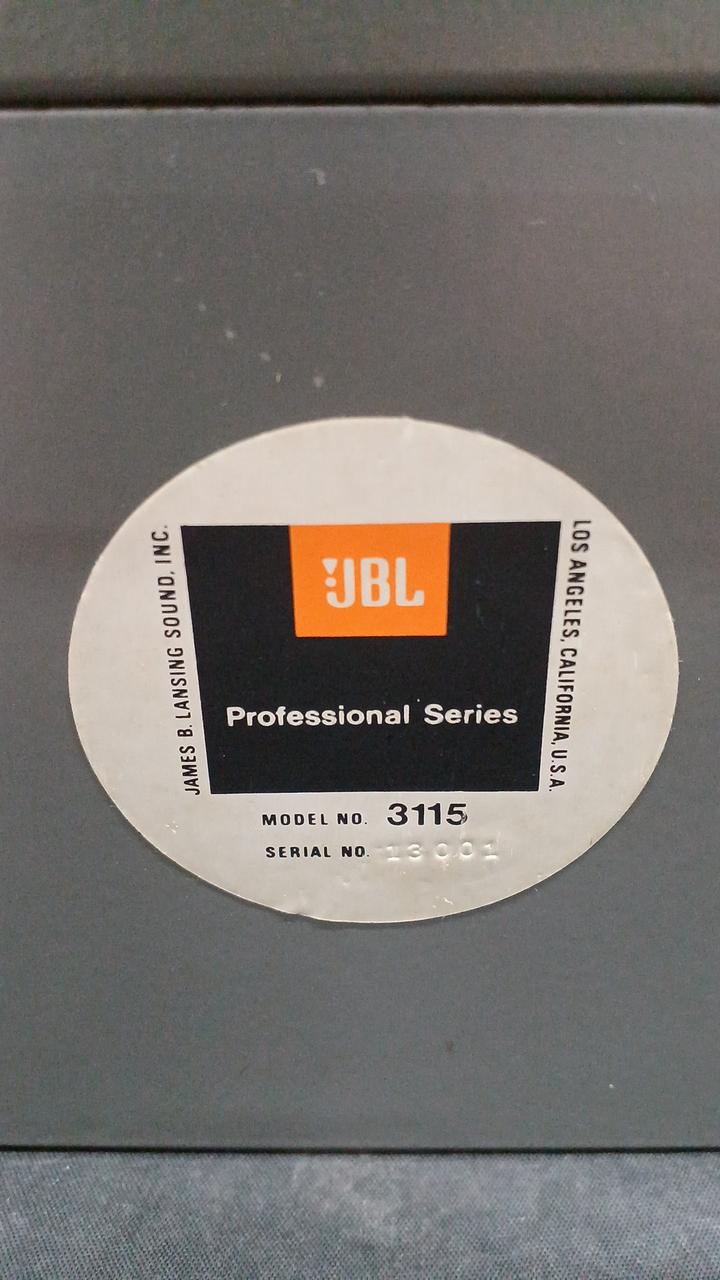 JBL
Professional Series
JAMES B. LANSING SOUND, INC.
LOS ANGELES, CALIFORNIA, U.S.A.
MODEL NO. 3115
SERIAL NO. 13001